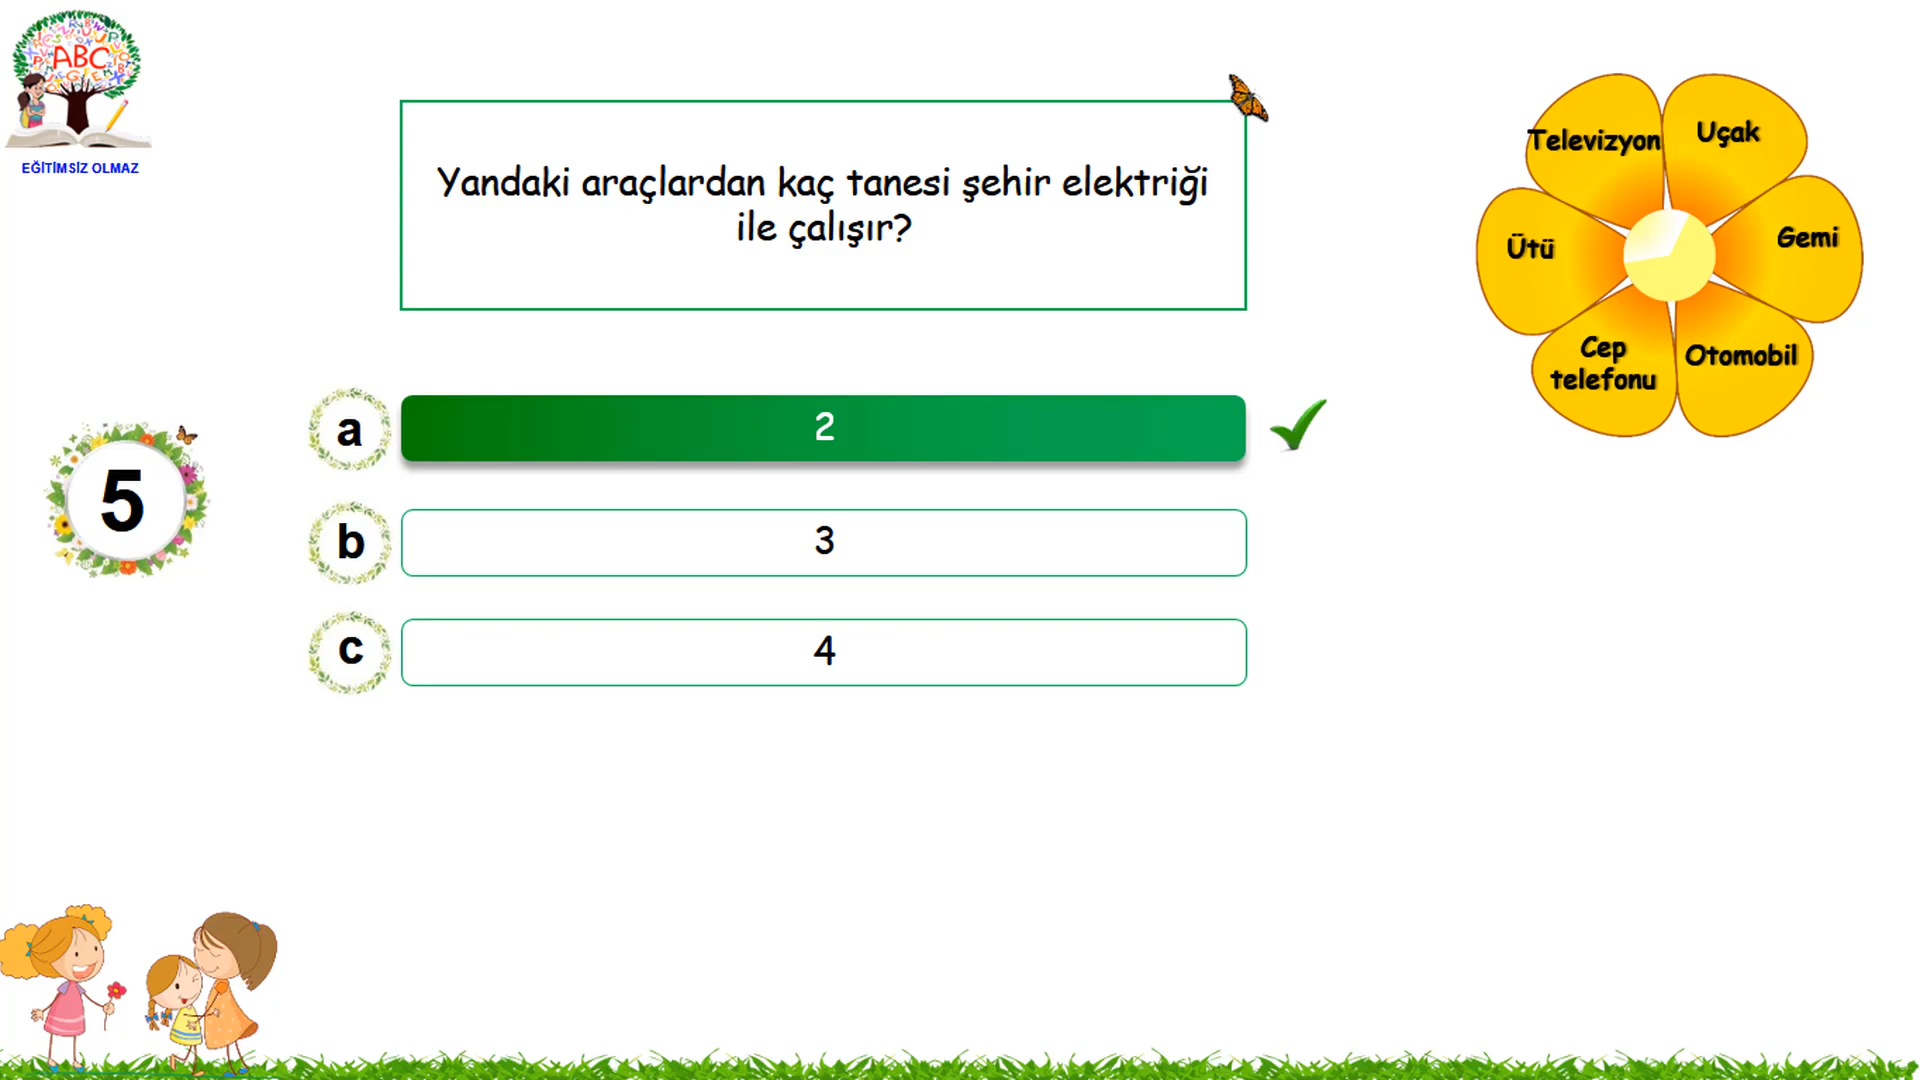 ABC
EĞİTİMSİZ OLMAZ
Yandaki araçlardan kaç tanesi şehir elektriği
ile çalışır?
Televizyon
Uçak
Ütü
Gemi
Cep
telefonu
Otomobil
5
a
2
b
3
c
4